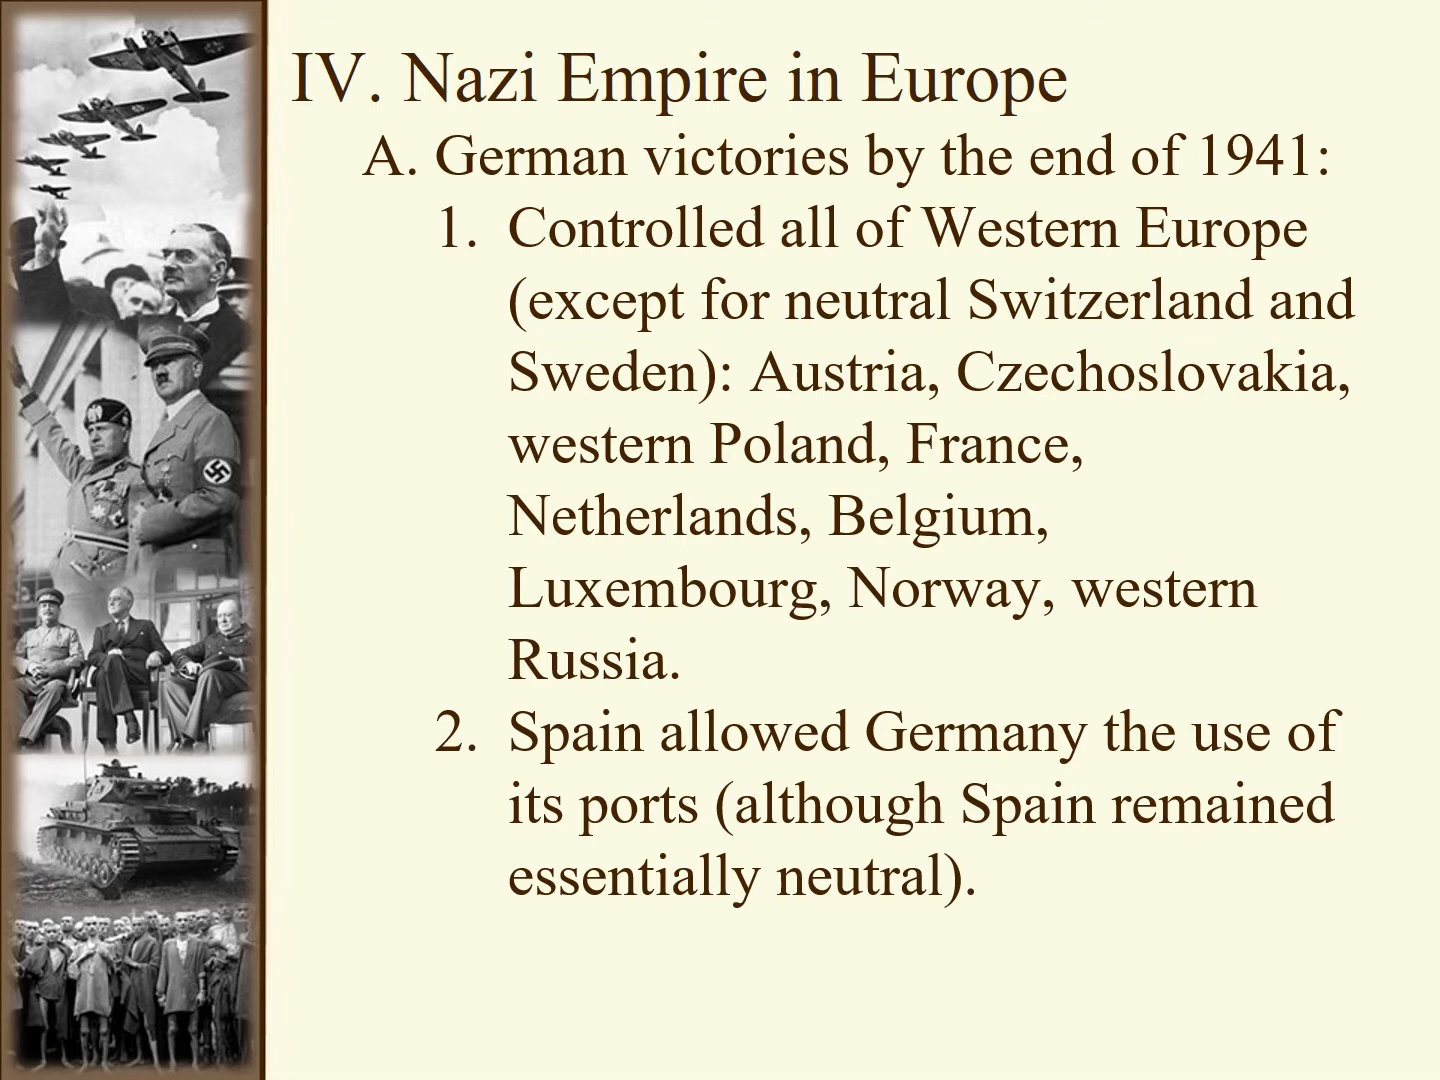 IV. Nazi Empire in Europe
A. German victories by the end of 1941:
1. Controlled all of Western Europe
(except for neutral Switzerland and
Sweden): Austria, Czechoslovakia,
western Poland, France,
Netherlands, Belgium,
Luxembourg, Norway, western
Russia.
2. Spain allowed Germany the use of
its ports (although Spain remained
essentially neutral).